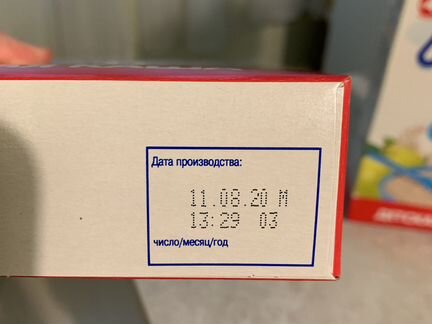 Дата производства:
11.08.20 М
13:29 03
число/месяц/год